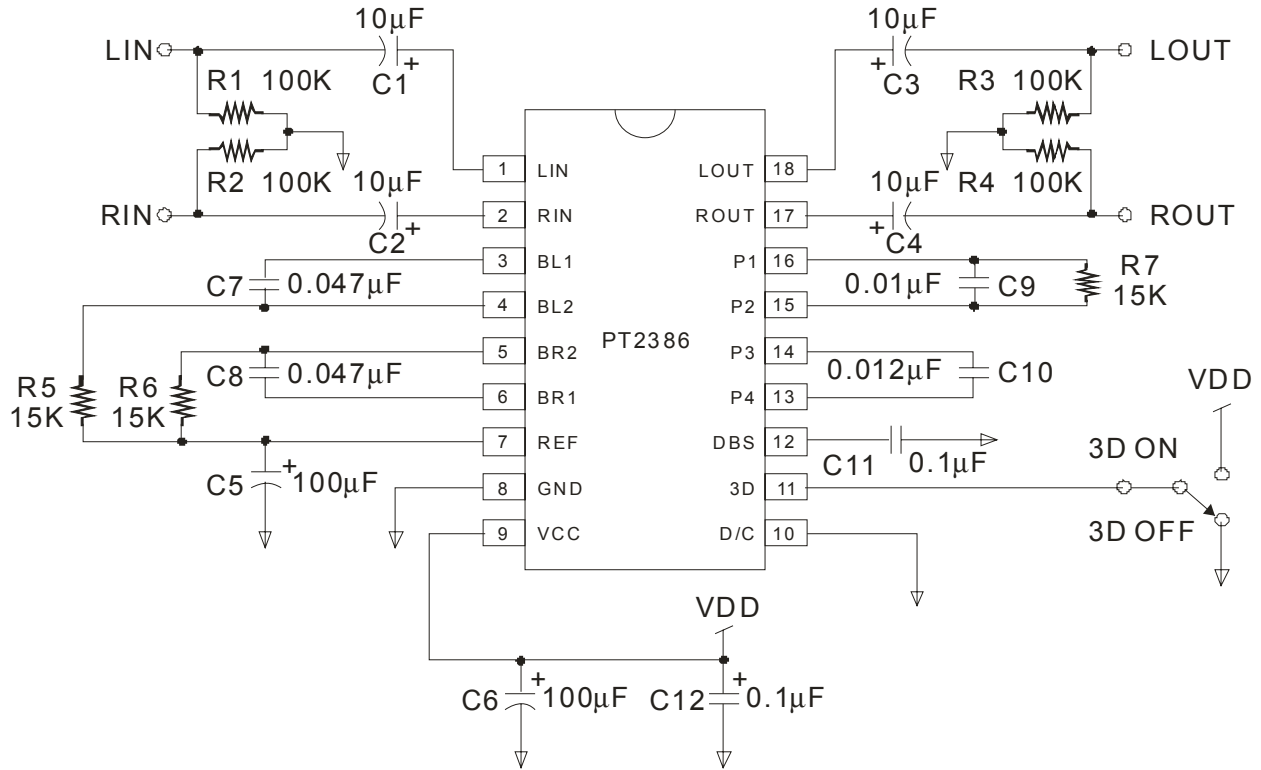 10μF
10μF
LIN
LOUT
+
C1
+
C3
R1 100K
R3 100K
R2 100K
R4 100K
10μF
10μF
1 LIN
LOUT 18
RIN
2 RIN
ROUT 17
ROUT
C2
+
+
C4
3 BL1
P1 16
C7 0.047μF
0.01μF C9
R7
15K
4 BL2
P2 15
PT2386
5 BR2
P3 14
C8 0.047μF
0.012μF C10
R5
15K
R6
15K
6 BR1
P4 13
VDD
7 REF
DBS 12
C11 0.1μF
3D ON
C5
+
100μF
8 GND
3D 11
3D OFF
9 VCC
D/C 10
VDD
C6
+
100μF
C12
+
0.1μF